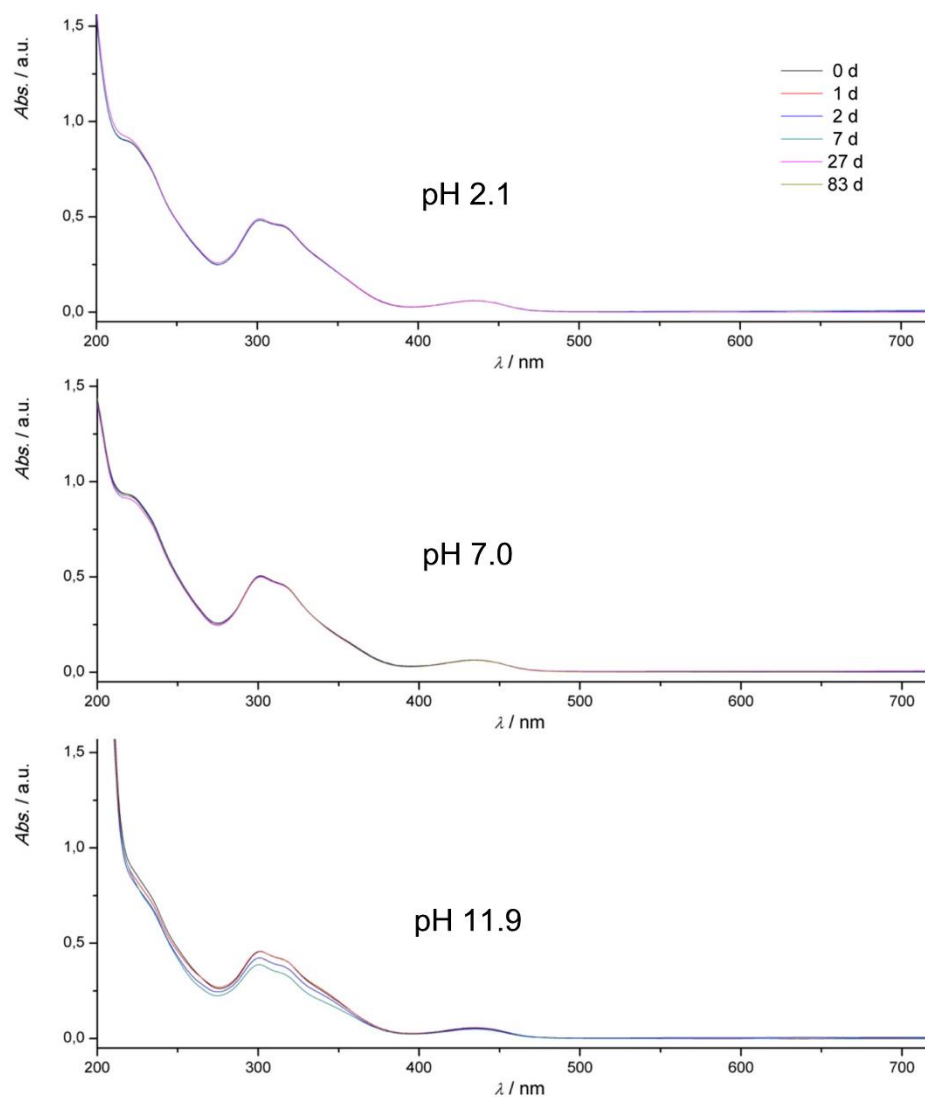 1,5
1,0
0,5
0,0
Abs. / a.u.
0 d
1 d
2 d
7 d
27 d
83 d
pH 2.1
200 300 400 500 600 700
λ / nm
1,5
1,0
0,5
0,0
Abs. / a.u.
pH 7.0
200 300 400 500 600 700
λ / nm
1,5
1,0
0,5
0,0
Abs. / a.u.
pH 11.9
200 300 400 500 600 700
λ / nm